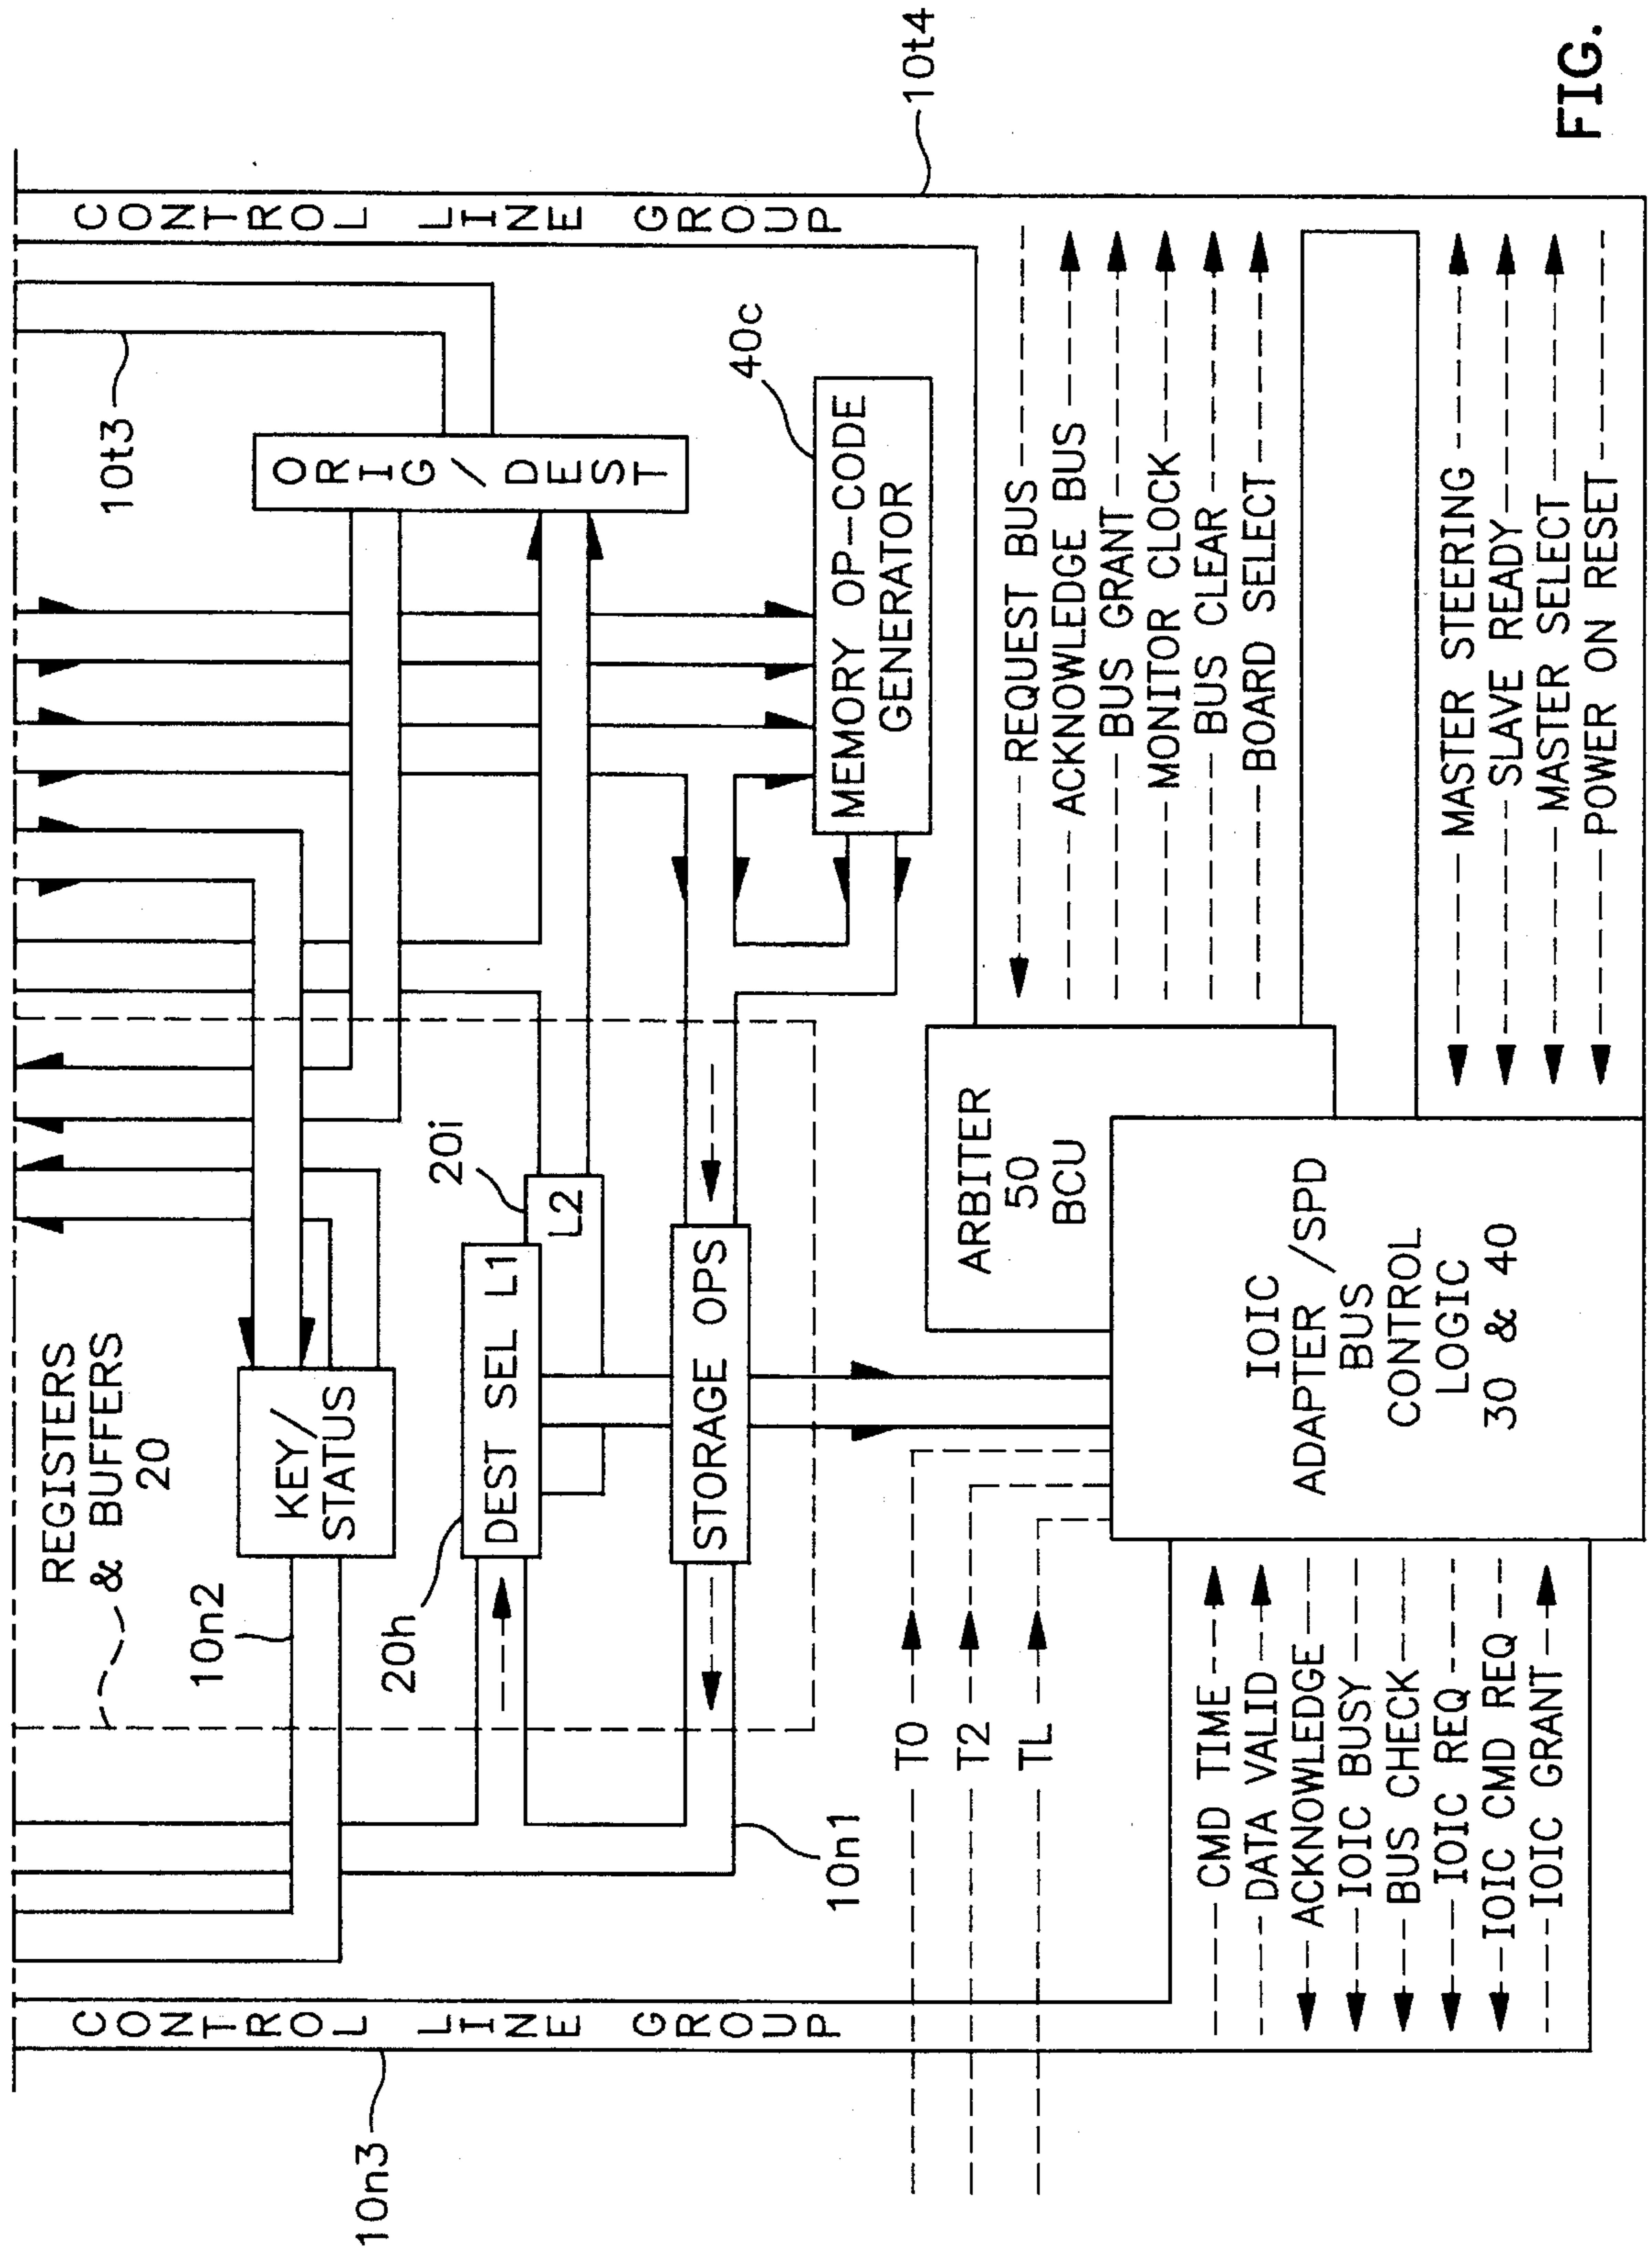 REGISTERS
& BUFFERS
20
10n2
KEY/
STATUS
10t3
ORIG/DEST
CONTROL LINE GROUP
CONTROL LINE GROUP
10n3
20h
DEST SEL L1
20i
L2
STORAGE OPS
10n1
40c
MEMORY OP-CODE
GENERATOR
10t4
T0
T2
TL
ARBITER
50
BCU
REQUEST BUS
ACKNOWLEDGE BUS
BUS GRANT
MONITOR CLOCK
BUS CLEAR
BOARD SELECT
CMD TIME
DATA VALID
ACKNOWLEDGE
IOIC BUSY
BUS CHECK
IOIC REQ
IOIC CMD REQ
IOIC GRANT
IOIC
ADAPTER /SPD
BUS
CONTROL
LOGIC
30 & 40
MASTER STEERING
SLAVE READY
MASTER SELECT
POWER ON RESET
FIG.